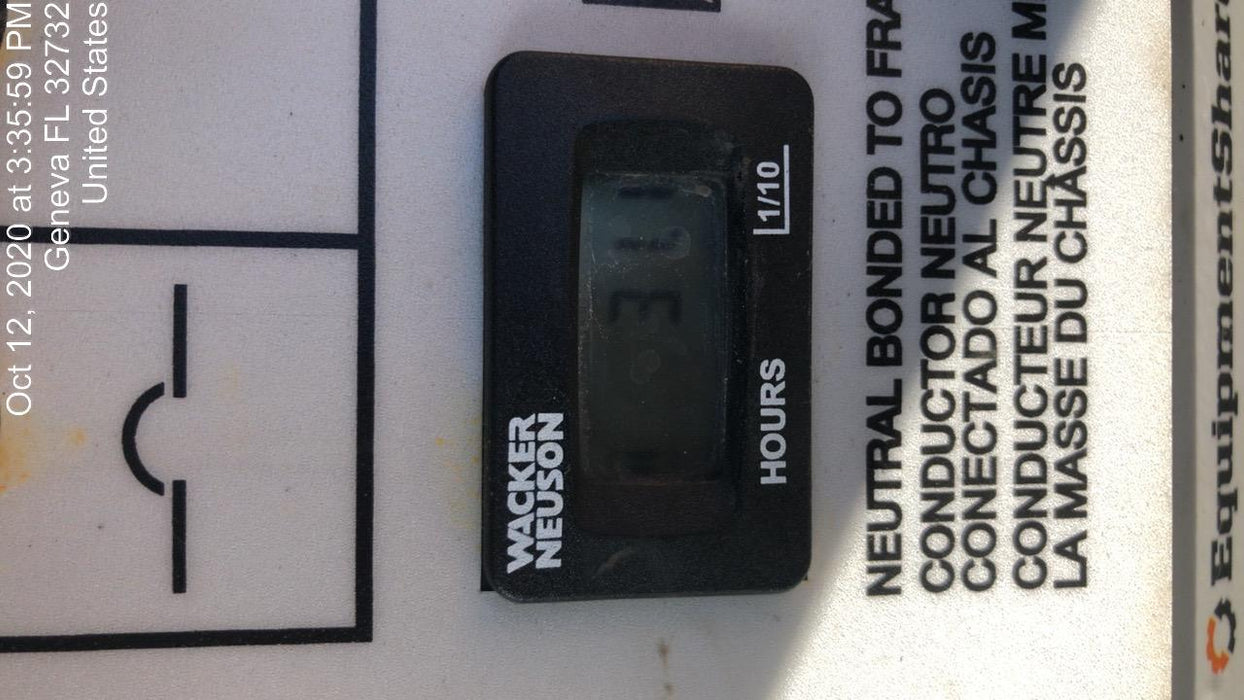 Oct 12, 2020 at 3:35:59 PM
Geneva FL 32732
United States
WACKER
NEUSON
HOURS
1/10
NEUTRAL BONDED TO FRA
CONDUCTOR NEUTRO
CONECTADO AL CHASIS
CONDUCTEUR NEUTRE M
LA MASSE DU CHÂSSIS
EquipmentShar